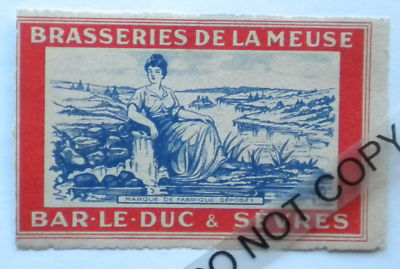 BRASSERIES DE LA MEUSE
MARQUE DE FABRIQUE DÉPOSÉE
BAR-LE-DUC & SÈVRES
DO NOT COPY